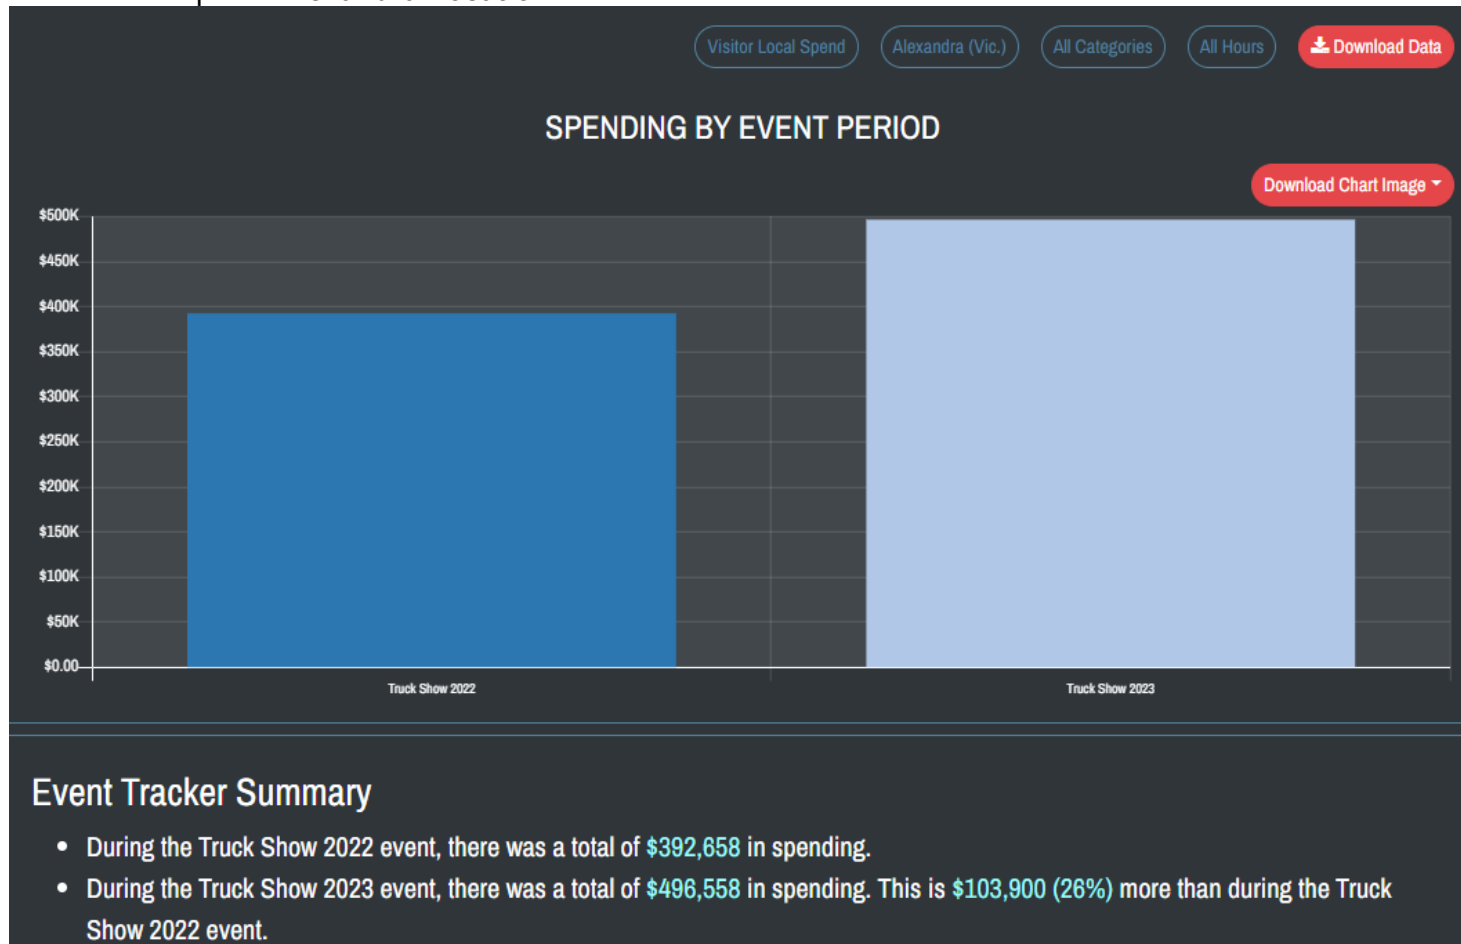 Visitor Local Spend Alexandra (Vic.) All Categories All Hours Download Data
SPENDING BY EVENT PERIOD
Download Chart Image
$500K
$450K
$400K
$350K
$300K
$250K
$200K
$150K
$100K
$50K
$0.00
Truck Show 2022 Truck Show 2023
Event Tracker Summary
• During the Truck Show 2022 event, there was a total of $392,658 in spending.
• During the Truck Show 2023 event, there was a total of $496,558 in spending. This is $103,900 (26%) more than during the Truck
Show 2022 event.